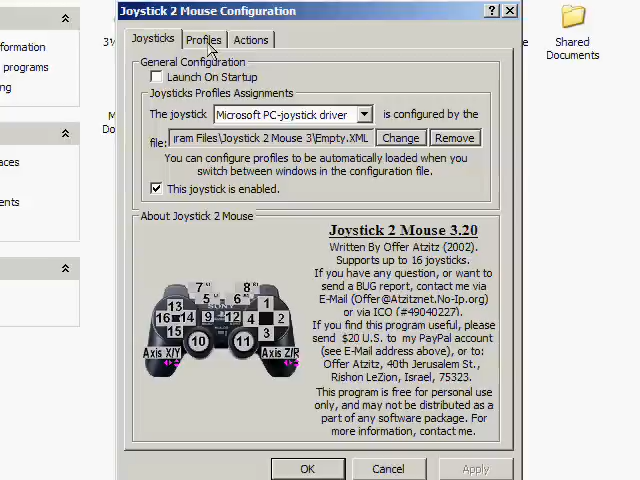 Joystick 2 Mouse Configuration
Joysticks Profiles Actions
General Configuration
Launch On Startup
Joysticks Profiles Assignments
The joystick Microsoft PC-joystick driver is configured by the
file: ram Files\Joystick 2 Mouse 3\Empty.XML Change Remove
You can configure profiles to be automatically loaded when you
switch between windows in the configuration file.
This joystick is enabled.
About Joystick 2 Mouse
Joystick 2 Mouse 3.20
Written By Offer Atzitz (2002).
Supports up to 16 joysticks.
If you have any question, or want to
send a BUG report, contact me via
E-Mail (Offer@Atzitznet.No-Ip.org)
or via ICO (#49040227).
If you find this program useful, please
send $20 U.S. to my PayPal account
(see E-Mail address above), or to:
Offer Atzitz, 40th Jerusalem St.,
Rishon LeZion, Israel, 75323.
This program is free for personal use
only, and may not be distributed as a
part of any software package. For
more information, contact me.
7 8
5 6
13 1
16 14 9 12 4 2
15 3
10 11
Axis X/Y Axis Z/R
SONY
OK Cancel Apply
nformation
programs
ng
aces
ents
3½
M
Do
Shared
Documents